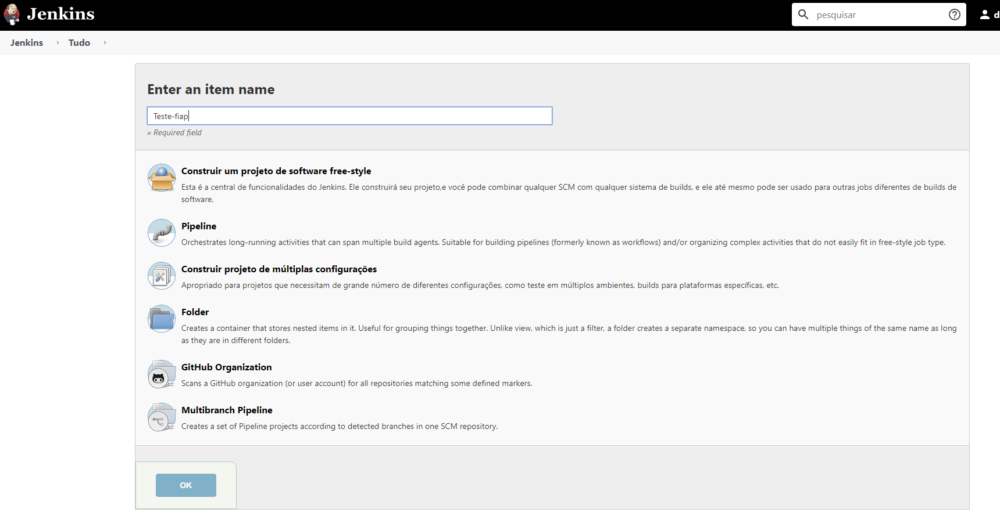 Jenkins
pesquisar
d
Jenkins
Tudo
Enter an item name
Teste-fiap
» Required field
Construir um projeto de software free-style
Esta é a central de funcionalidades do Jenkins. Ele construirá seu projeto,e você pode combinar qualquer SCM com qualquer sistema de builds, e ele até mesmo pode ser usado para outras jobs diferentes de builds de
software.
Pipeline
Orchestrates long-running activities that can span multiple build agents. Suitable for building pipelines (formerly known as workflows) and/or organizing complex activities that do not easily fit in free-style job type.
Construir projeto de múltiplas configurações
Apropriado para projetos que necessitam de grande número de diferentes configurações, como teste em múltiplos ambientes, builds para plataformas específicas, etc.
Folder
Creates a container that stores nested items in it. Useful for grouping things together. Unlike view, which is just a filter, a folder creates a separate namespace, so you can have multiple things of the same name as long
as they are in different folders.
GitHub Organization
Scans a GitHub organization (or user account) for all repositories matching some defined markers.
Multibranch Pipeline
Creates a set of Pipeline projects according to detected branches in one SCM repository.
OK